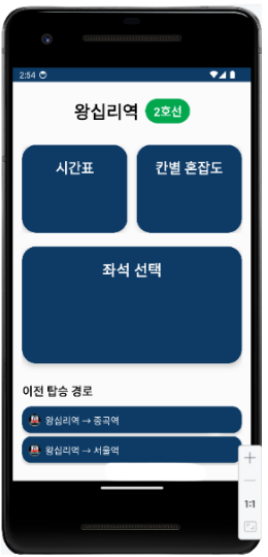 2:54
왕십리역 2호선
시간표 칸별 혼잡도
좌석 선택
이전 탑승 경로
왕십리역 → 중곡역
왕십리역 → 서울역
1:1